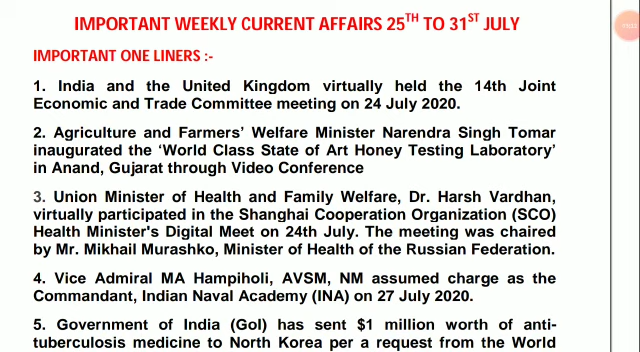 IMPORTANT WEEKLY CURRENT AFFAIRS 25TH TO 31ST JULY
IMPORTANT ONE LINERS :-
1. India and the United Kingdom virtually held the 14th Joint
Economic and Trade Committee meeting on 24 July 2020.
2. Agriculture and Farmers' Welfare Minister Narendra Singh Tomar
inaugurated the 'World Class State of Art Honey Testing Laboratory'
in Anand, Gujarat through Video Conference
3. Union Minister of Health and Family Welfare, Dr. Harsh Vardhan,
virtually participated in the Shanghai Cooperation Organization (SCO)
Health Minister's Digital Meet on 24th July. The meeting was chaired
by Mr. Mikhail Murashko, Minister of Health of the Russian Federation.
4. Vice Admiral MA Hampiholi, AVSM, NM assumed charge as the
Commandant, Indian Naval Academy (INA) on 27 July 2020.
5. Government of India (GoI) has sent $1 million worth of anti-
tuberculosis medicine to North Korea per a request from the World